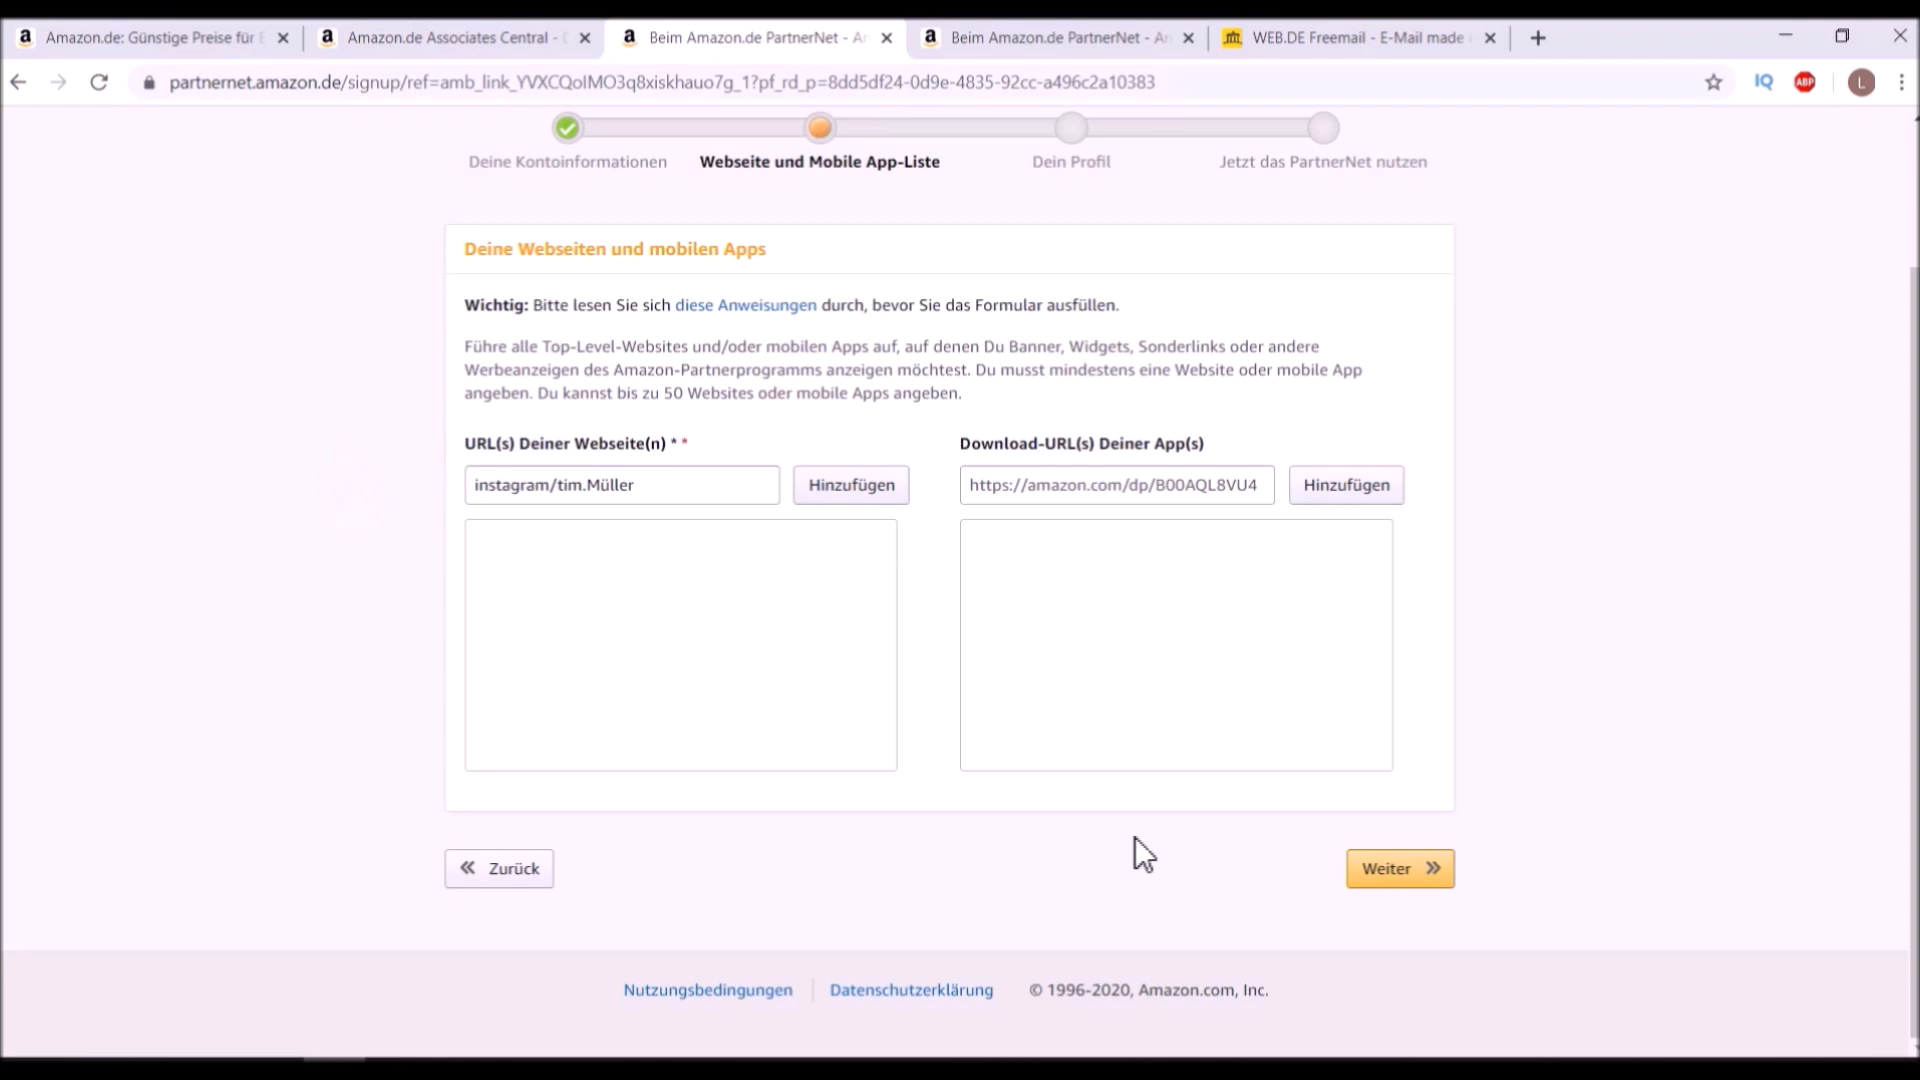 Amazon.de: Günstige Preise für E
Amazon.de Associates Central -
Beim Amazon.de PartnerNet - An
Beim Amazon.de PartnerNet - An
WEB.DE Freemail - E-Mail made
partnernet.amazon.de/signup/ref=amb_link_YVXCQoIMO3q8xiskhauo7g_1?pf_rd_p=8dd5df24-0d9e-4835-92cc-a496c2a10383
IQ
ABP
L
Deine Kontoinformationen
Webseite und Mobile App-Liste
Dein Profil
Jetzt das PartnerNet nutzen
Deine Webseiten und mobilen Apps
Wichtig: Bitte lesen Sie sich diese Anweisungen durch, bevor Sie das Formular ausfüllen.
Führe alle Top-Level-Websites und/oder mobilen Apps auf, auf denen Du Banner, Widgets, Sonderlinks oder andere
Werbeanzeigen des Amazon-Partnerprogramms anzeigen möchtest. Du musst mindestens eine Website oder mobile App
angeben. Du kannst bis zu 50 Websites oder mobile Apps angeben.
URL(s) Deiner Webseite(n) * *
Download-URL(s) Deiner App(s)
instagram/tim.Müller
Hinzufügen
https://amazon.com/dp/B00AQL8VU4
Hinzufügen
« Zurück
Weiter »
Nutzungsbedingungen
Datenschutzerklärung
© 1996-2020, Amazon.com, Inc.